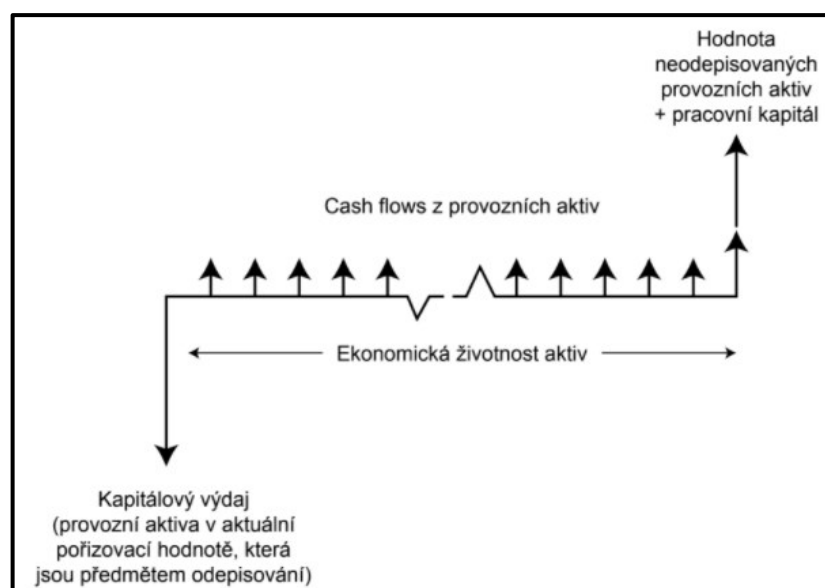 Hodnota
neodepisovaných
provozních aktiv
+ pracovní kapitál
Cash flows z provozních aktiv
Ekonomická životnost aktiv
Kapitálový výdaj
(provozní aktiva v aktuální
pořizovací hodnotě, která
jsou předmětem odepisování)